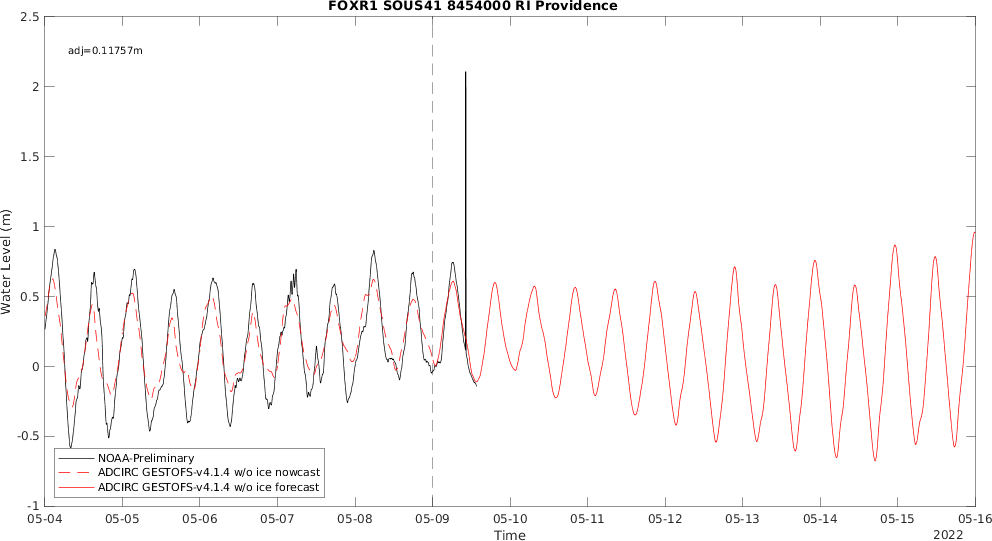 FOXR1 SOUS41 8454000 RI Providence
adj=0.11757m
2.5
2
1.5
1
0.5
0
-0.5
-1
Water Level (m)
NOAA-Preliminary
ADCIRC GESTOFS-v4.1.4 w/o ice nowcast
ADCIRC GESTOFS-v4.1.4 w/o ice forecast
05-04 05-05 05-06 05-07 05-08 05-09 05-10 05-11 05-12 05-13 05-14 05-15 05-16
Time
2022